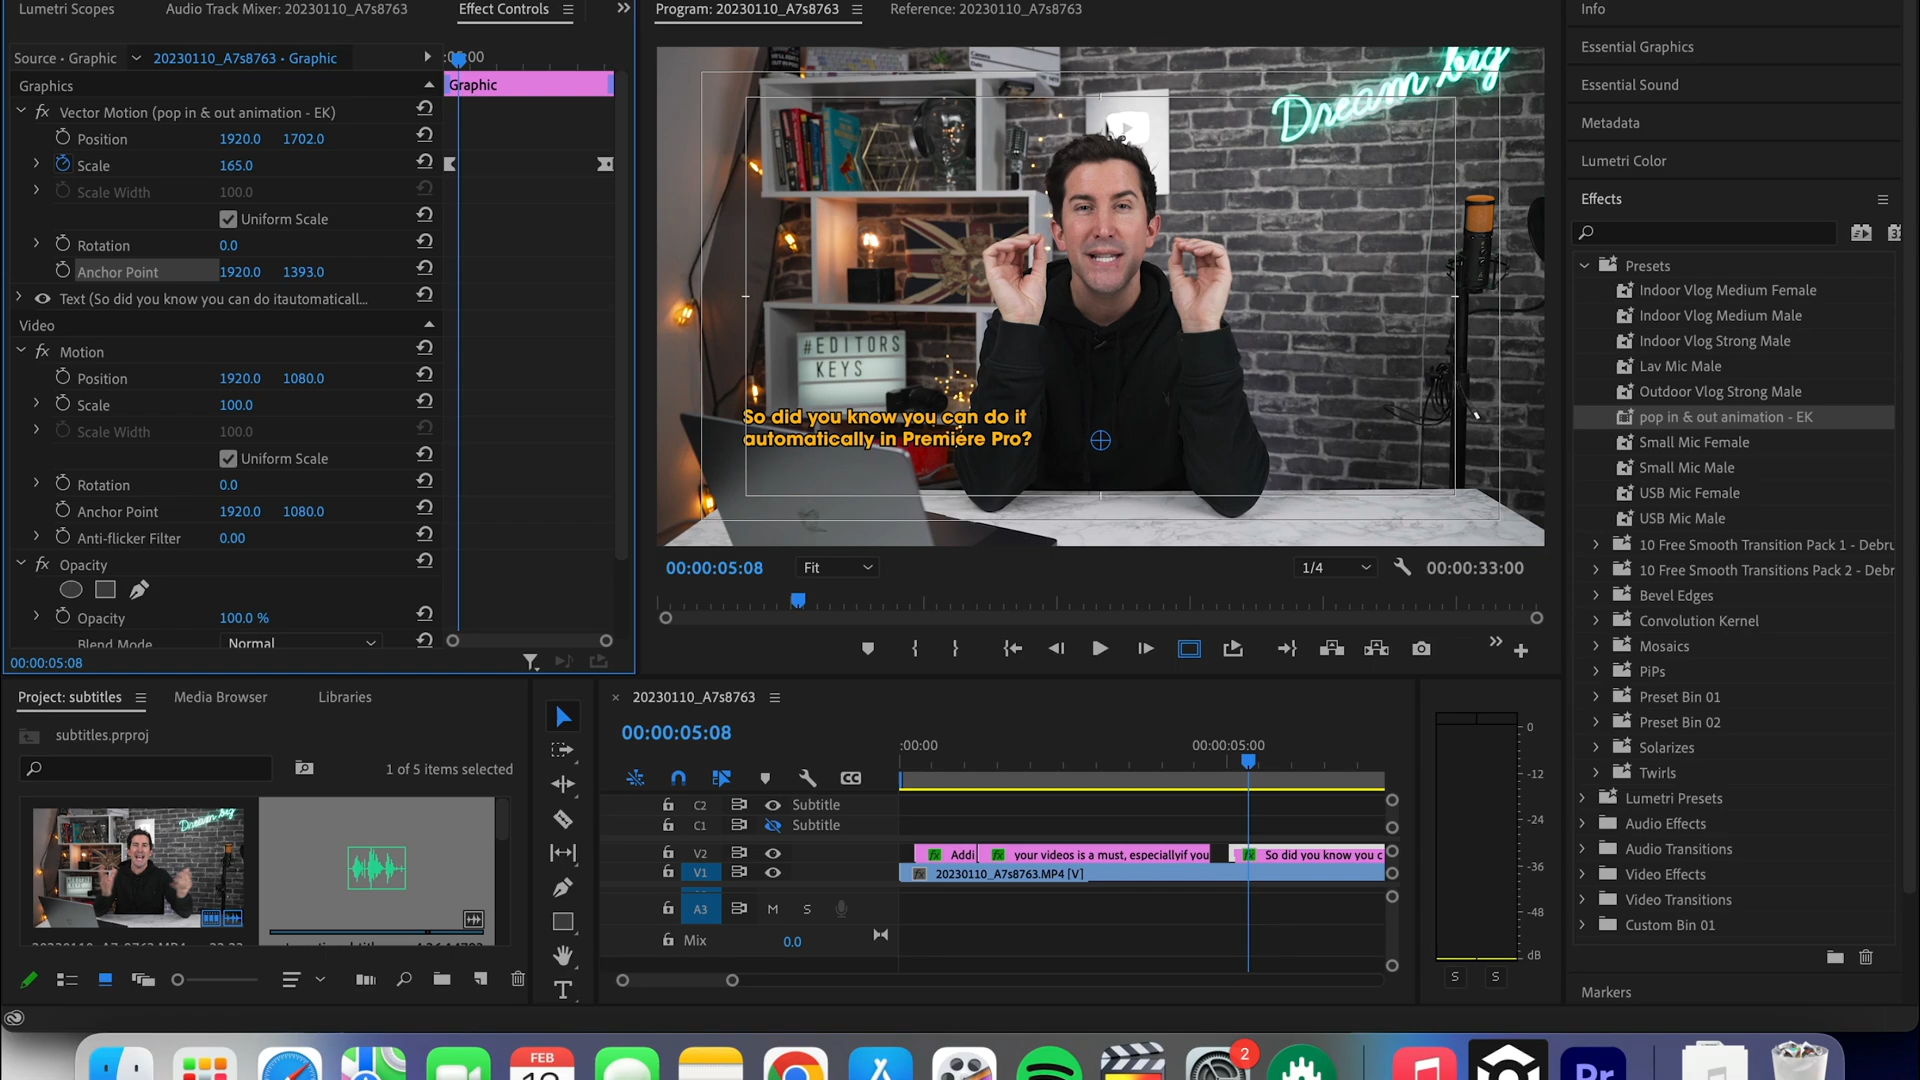 Lumetri Scopes
Audio Track Mixer: 20230110_A7s8763
Effect Controls
Program: 20230110_A7s8763
Reference: 20230110_A7s8763
Info
Source • Graphic
20230110_A7s8763 • Graphic
:05:00
Graphics
Graphic
fx Vector Motion (pop in & out animation - EK)
Position 1920.0 1702.0
Scale 165.0
Scale Width 100.0
Uniform Scale
Rotation 0.0
Anchor Point 1920.0 1393.0
Text (So did you know you can do itautomaticall...
Video
fx Motion
Position 1920.0 1080.0
Scale 100.0
Scale Width 100.0
Uniform Scale
Rotation 0.0
Anchor Point 1920.0 1080.0
Anti-flicker Filter 0.00
fx Opacity
Opacity 100.0 %
Blend Mode Normal
00:00:05:08
Dream big
#EDITORS
KEYS
So did you know you can do it
automatically in Premiere Pro?
00:00:05:08
Fit
1/4
00:00:33:00
Essential Graphics
Essential Sound
Metadata
Lumetri Color
Effects
Presets
Indoor Vlog Medium Female
Indoor Vlog Medium Male
Indoor Vlog Strong Male
Lav Mic Male
Outdoor Vlog Strong Male
pop in & out animation - EK
Small Mic Female
Small Mic Male
USB Mic Female
USB Mic Male
10 Free Smooth Transition Pack 1 - Debru
10 Free Smooth Transitions Pack 2 - Debr
Bevel Edges
Convolution Kernel
Mosaics
PiPs
Preset Bin 01
Preset Bin 02
Solarizes
Twirls
Lumetri Presets
Audio Effects
Audio Transitions
Video Effects
Video Transitions
Custom Bin 01
Markers
Project: subtitles
Media Browser
Libraries
subtitles.prproj
1 of 5 items selected
20230110_A7s8763
00:00:05:08
:00:00
00:00:05:00
CC
C2 Subtitle
C1 Subtitle
V2
fx Addi
fx your videos is a must, especiallyif you
fx So did you know you c
V1
fx 20230110_A7s8763.MP4 [V]
A3 M S
Mix 0.0
0
-12
-24
-36
-48
dB
S S
FEB
2
Pr